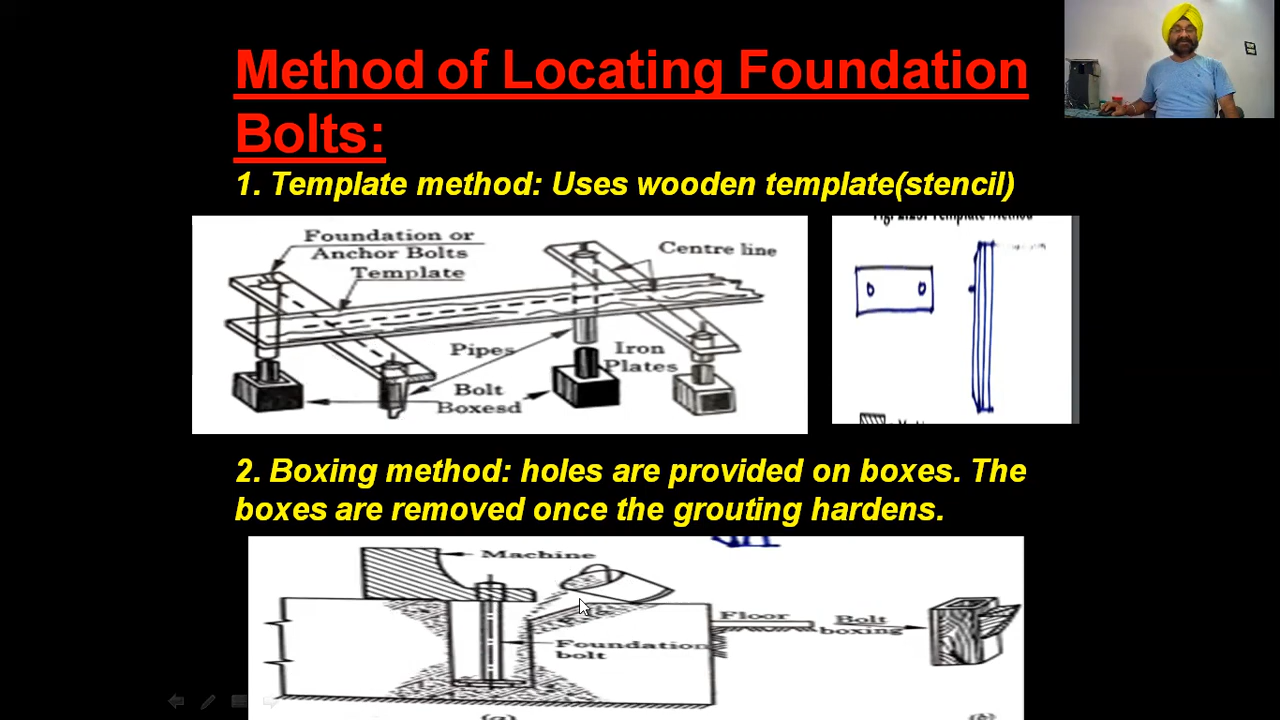 Method of Locating Foundation
Bolts:
1. Template method: Uses wooden template(stencil)
Foundation or
Anchor Bolts
Template
Centre line
Pipes
Iron
Plates
Bolt
Boxesd
Template Method
2. Boxing method: holes are provided on boxes. The
boxes are removed once the grouting hardens.
Machine
Floor
Bolt
boxing
Foundation
bolt